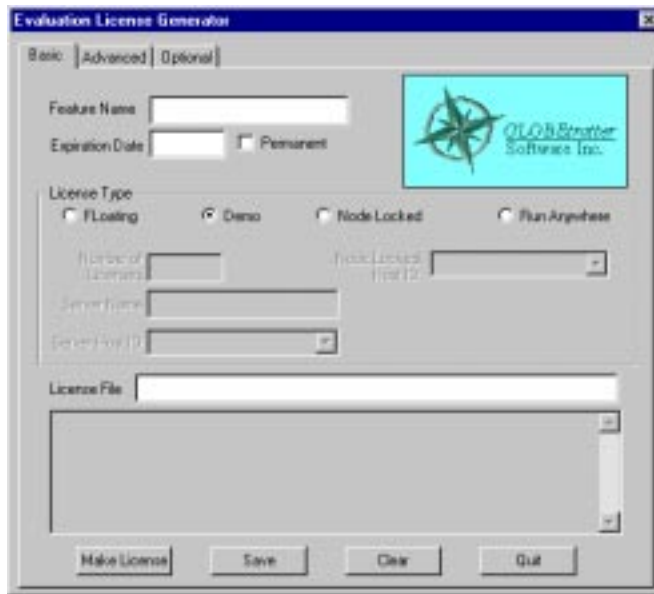 Evaluation License Generator
Basic Advanced Optional
Feature Name
Expiration Date Permanent
GLOBEtrotter
Software Inc.
License Type
FLoating Demo Node Locked Run Anywhere
Number of Licenses Node Locked Host ID
Server Name
Server Host ID
License File
Make License Save Clear Quit